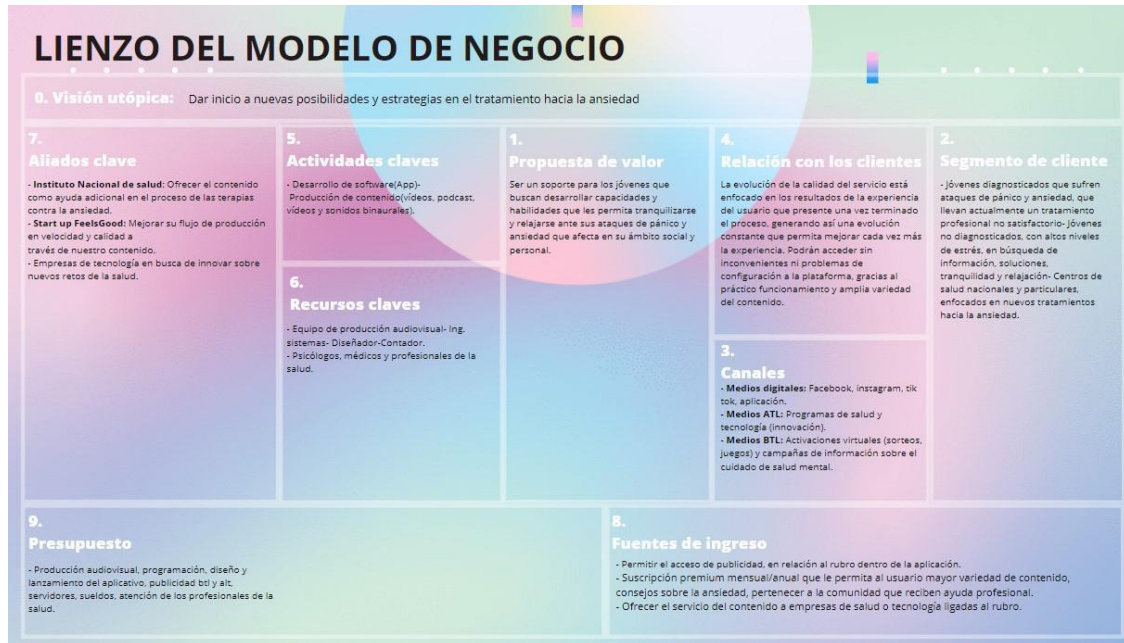 LIENZO DEL MODELO DE NEGOCIO
0. Visión utópica: Dar inicio a nuevas posibilidades y estrategias en el tratamiento hacia la ansiedad
7.
Aliados clave
- Instituto Nacional de salud: Ofrecer el contenido
como ayuda adicional en el proceso de las terapias
contra la ansiedad.
- Start up FeelsGood: Mejorar su flujo de producción
en velocidad y calidad a
través de nuestro contenido.
- Empresas de tecnología en busca de innovar sobre
nuevos retos de la salud.
5.
Actividades claves
- Desarrollo de software(App)-
Producción de contenido(vídeos, podcast,
vídeos y sonidos binaurales).
6.
Recursos claves
- Equipo de producción audiovisual- Ing.
sistemas- Diseñador-Contador.
- Psicólogos, médicos y profesionales de la
salud.
1.
Propuesta de valor
Ser un soporte para los jóvenes que
buscan desarrollar capacidades y
habilidades que les permita tranquilizarse
y relajarse ante sus ataques de pánico y
ansiedad que afecta en su ámbito social y
personal.
4.
Relación con los clientes
La evolución de la calidad del servicio está
enfocado en los resultados de la experiencia
del usuario que presente una vez terminado
el proceso, generando así una evolución
constante que permita mejorar cada vez más
la experiencia. Podrán acceder sin
inconvenientes ni problemas de
configuración a la plataforma, gracias al
práctico funcionamiento y amplia variedad
del contenido.
3.
Canales
- Medios digitales: Facebook, instagram, tik
tok, aplicación.
- Medios ATL: Programas de salud y
tecnología (innovación).
- Medios BTL: Activaciones virtuales (sorteos,
juegos) y campañas de información sobre el
cuidado de salud mental.
2.
Segmento de cliente
- Jóvenes diagnosticados que sufren
ataques de pánico y ansiedad, que
llevan actualmente un tratamiento
profesional no satisfactorio- Jóvenes
no diagnosticados, con altos niveles
de estrés, en búsqueda de
información, soluciones,
tranquilidad y relajación- Centros de
salud nacionales y particulares,
enfocados en nuevos tratamientos
hacia la ansiedad.
9.
Presupuesto
- Producción audiovisual, programación, diseño y
lanzamiento del aplicativo, publicidad btl y alt,
servidores, sueldos, atención de los profesionales de la
salud.
8.
Fuentes de ingreso
- Permitir el acceso de publicidad, en relación al rubro dentro de la aplicación.
- Suscripción premium mensual/anual que le permita al usuario mayor variedad de contenido,
consejos sobre la ansiedad, pertenecer a la comunidad que reciben ayuda profesional.
- Ofrecer el servicio del contenido a empresas de salud o tecnología ligadas al rubro.